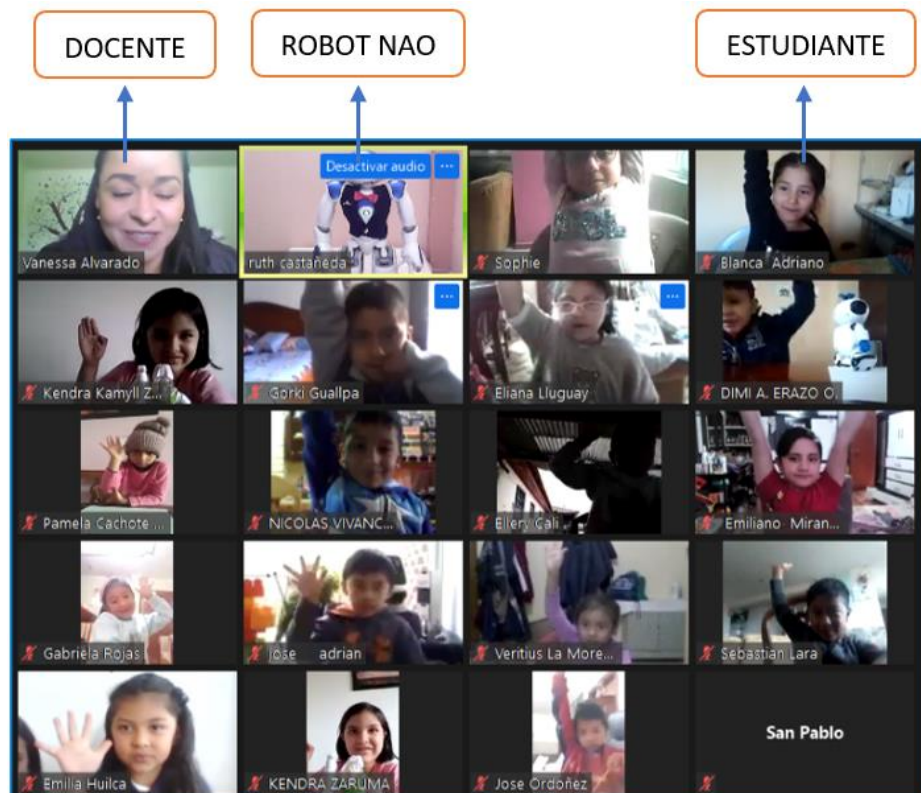 DOCENTE
ROBOT NAO
ESTUDIANTE
Desactivar audio ...
Vanessa Alvarado
ruth castañeda
Sophie
Blanca Adriano
...
...
Kendra Kamyll Z...
Gorki Guallpa
Eliana Lluguay
DIMI A. ERAZO O.
Pamela Cachote ...
NICOLAS VIVANC...
Ellery Cali
Emiliano Miran...
Gabriela Rojas
jose adrian
Veritius La More...
Sebastian Lara
San Pablo
Emilia Huilca
KENDRA ZARUMA
Jose Ordoñez